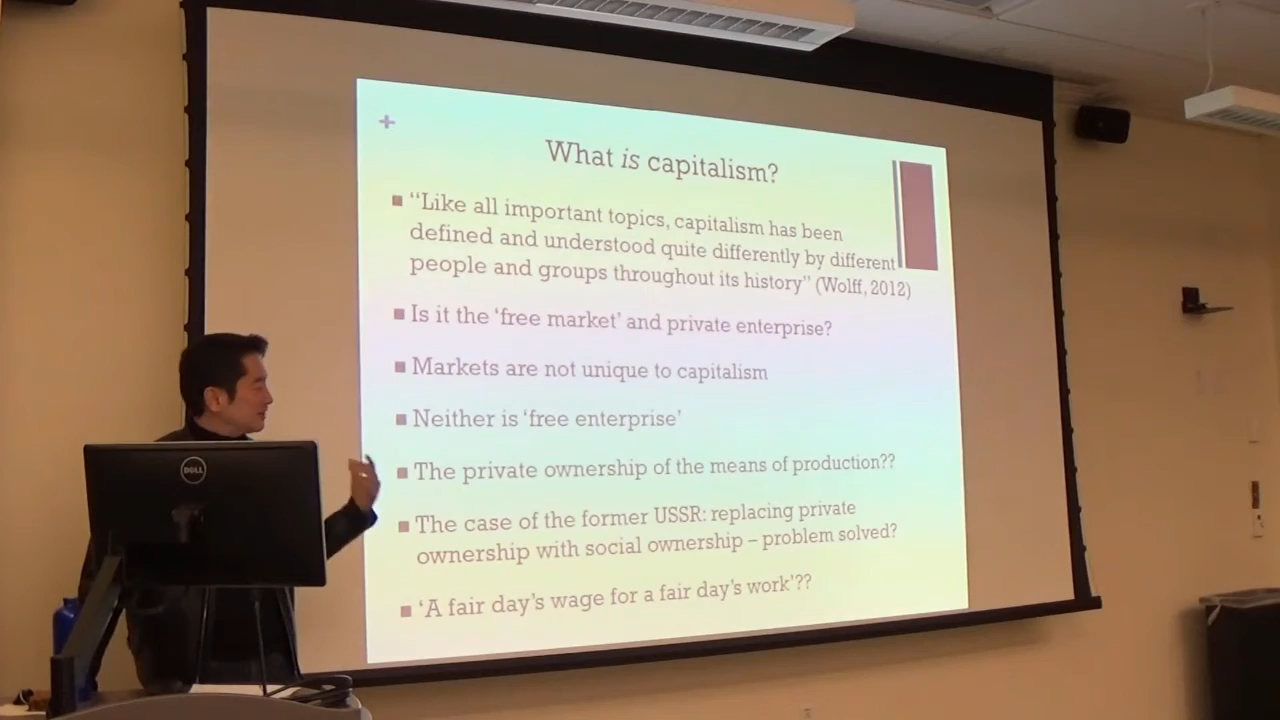 +
What is capitalism?
“Like all important topics, capitalism has been
defined and understood quite differently by different
people and groups throughout its history” (Wolff, 2012)
Is it the ‘free market’ and private enterprise?
Markets are not unique to capitalism
Neither is ‘free enterprise’
The private ownership of the means of production??
The case of the former USSR: replacing private
ownership with social ownership – problem solved?
‘A fair day’s wage for a fair day’s work’??
DELL